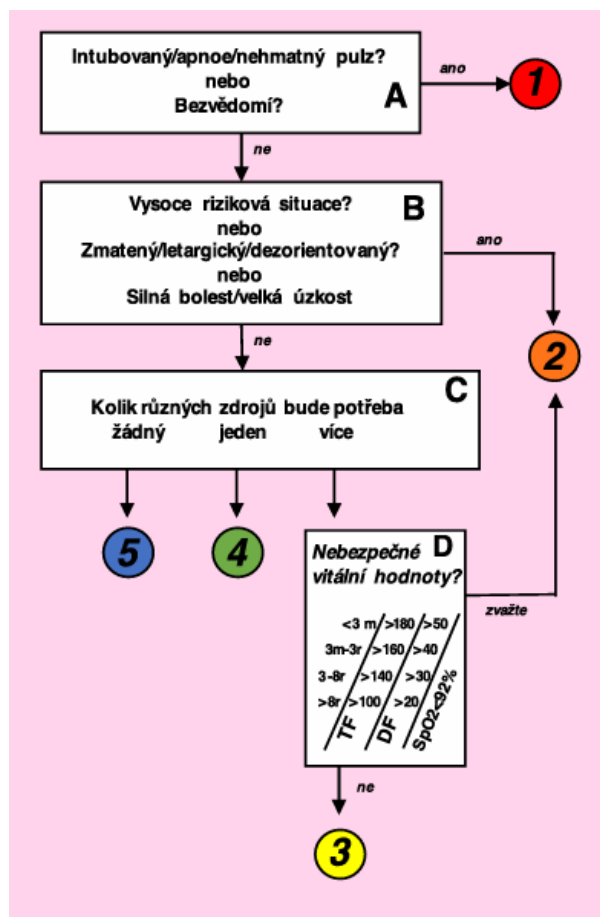 Intubovaný/apnoe/nehmatný pulz?
nebo
Bezvědomí?
A
ano
1
ne
Vysoce riziková situace?
nebo
Zmatený/letargický/dezorientovaný?
nebo
Silná bolest/velká úzkost
B
ano
2
ne
Kolik různých zdrojů bude potřeba
žádný jeden více
C
5
4
Nebezpečné D
vitální hodnoty?
<3 m >180 >50
3m-3r >160 >40
3-8r >140 >30
>8r >100 >20
TF DF SpO2<92%
zvažte
ne
3